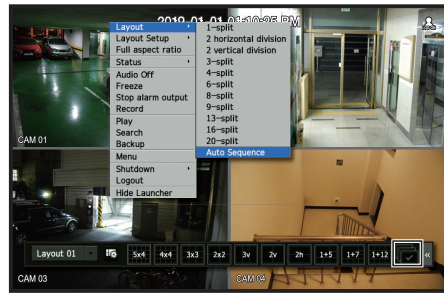 2019-01-01 01:10:25 PM
Layout
Layout Setup
Full aspect ratio
Status
Audio Off
Freeze
Stop alarm output
Record
Play
Search
Backup
Menu
Shutdown
Logout
Hide Launcher
1-split
2 horizontal division
2 vertical division
3-split
4-split
6-split
8-split
9-split
13-split
16-split
20-split
Auto Sequence
CAM 01
Layout 01
5x4
4x4
3x3
2x2
3v
2v
2h
1+5
1+7
1+12
«
CAM 03
CAM 04